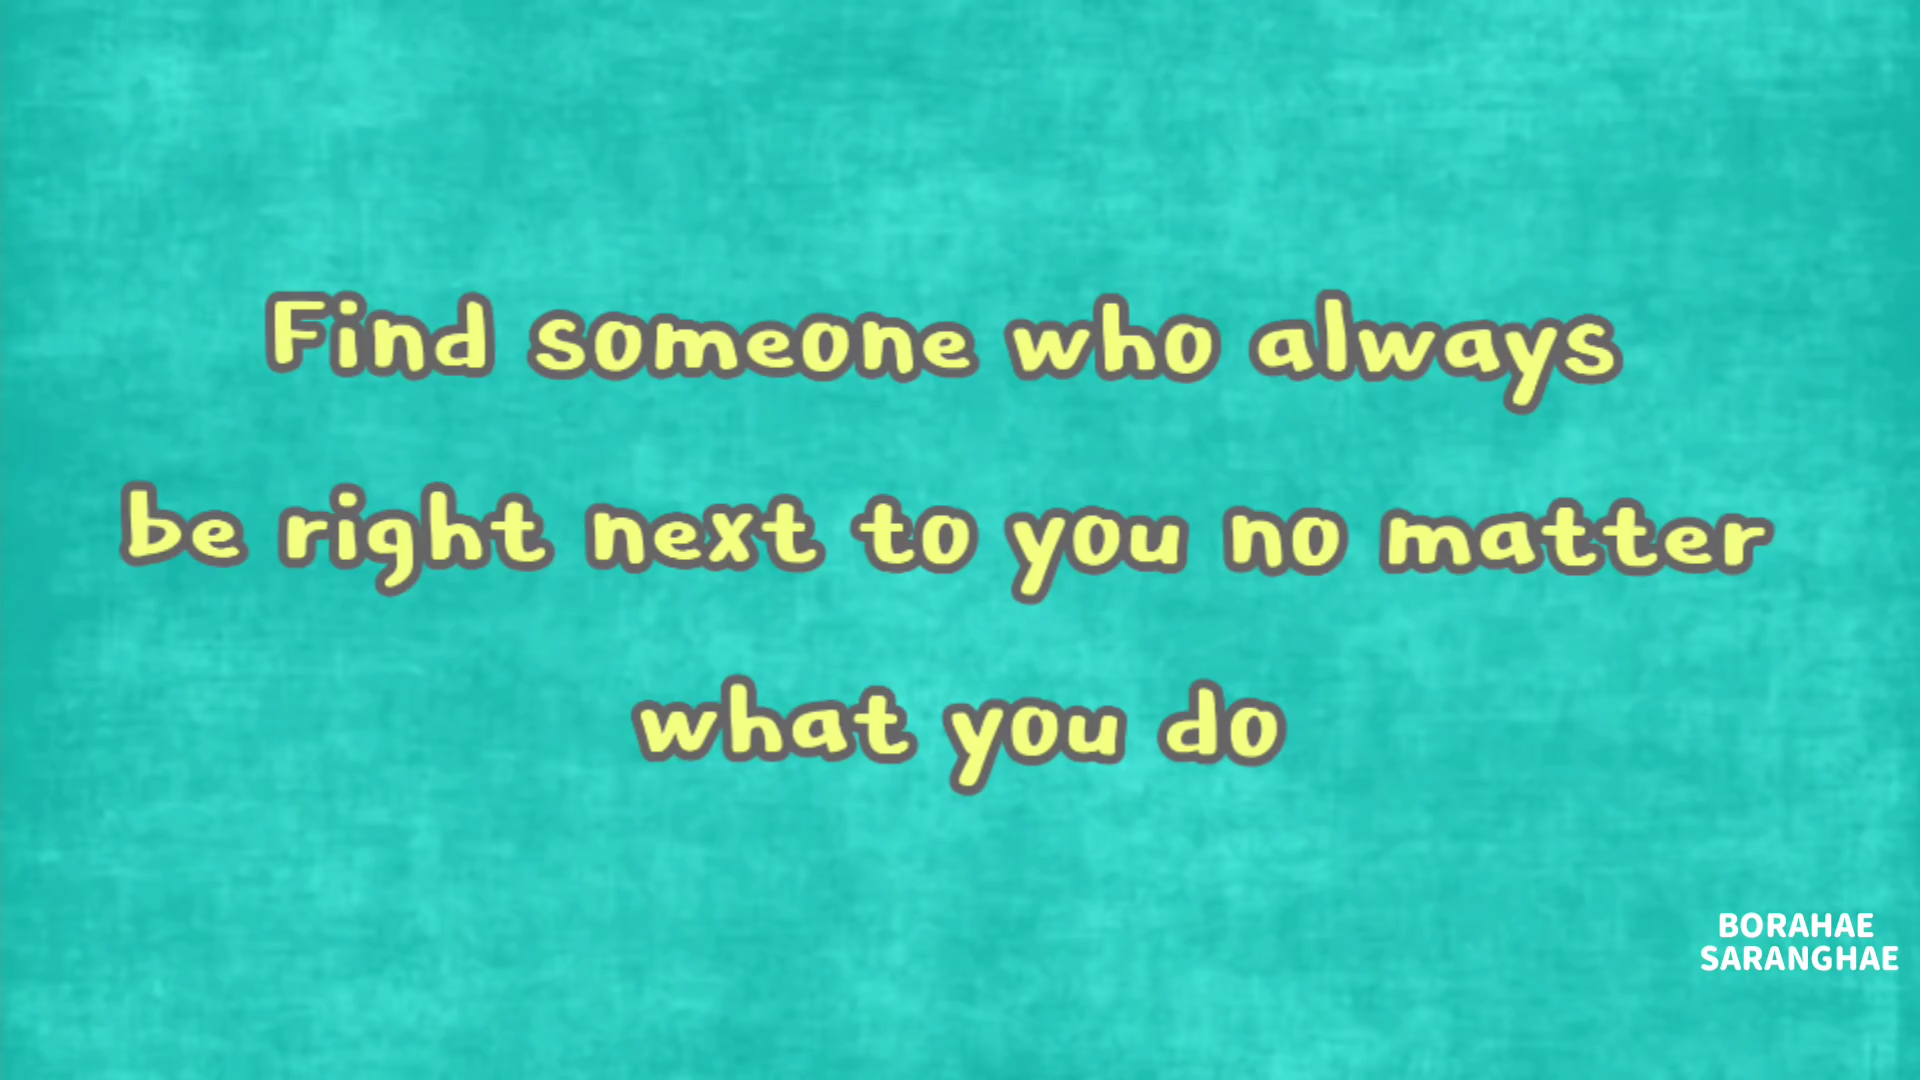 Find someone who always
be right next to you no matter
what you do
BORAHAE
SARANGHAE